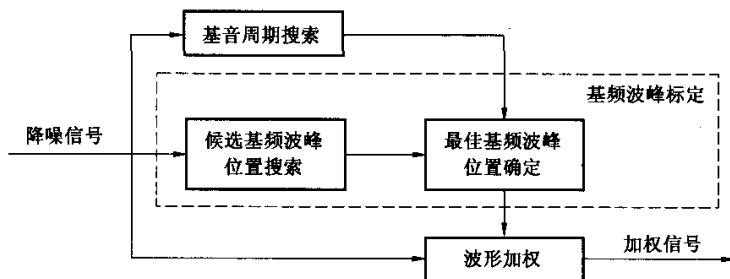 基音周期搜索
基频波峰标定
降噪信号
候选基频波峰
位置搜索
最佳基频波峰
位置确定
波形加权
加权信号